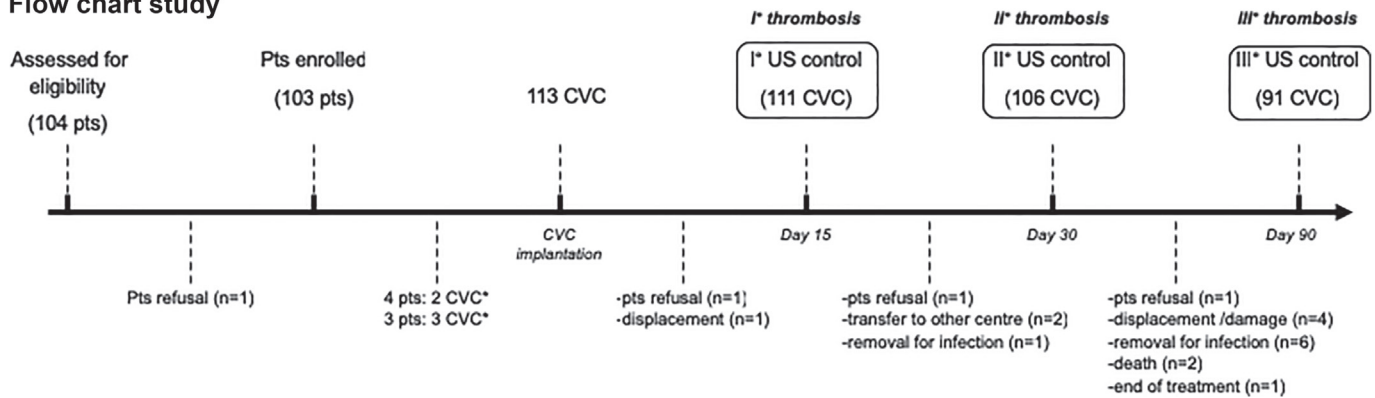 Flow chart study
I* thrombosis
II* thrombosis
III* thrombosis
Assessed for
eligibility
(104 pts)
Pts enrolled
(103 pts)
113 CVC
I* US control
(111 CVC)
II* US control
(106 CVC)
III* US control
(91 CVC)
CVC
implantation
Day 15
Day 30
Day 90
Pts refusal (n=1)
4 pts: 2 CVC*
3 pts: 3 CVC*
-pts refusal (n=1)
-displacement (n=1)
-pts refusal (n=1)
-transfer to other centre (n=2)
-removal for infection (n=1)
-pts refusal (n=1)
-displacement /damage (n=4)
-removal for infection (n=6)
-death (n=2)
-end of treatment (n=1)